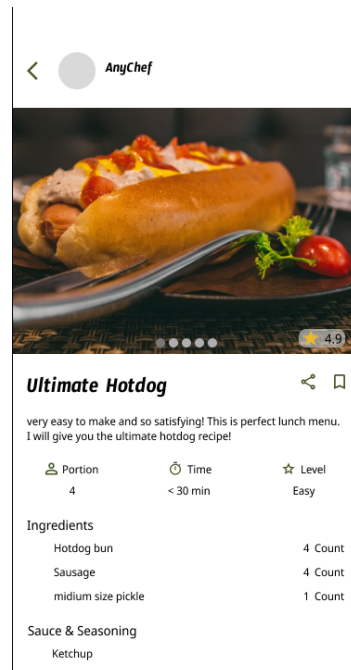 AnyChef
4.9
Ultimate Hotdog
very easy to make and so satisfying! This is perfect lunch menu.
I will give you the ultimate hotdog recipe!
Portion Time Level
4 < 30 min Easy
Ingredients
Hotdog bun 4 Count
Sausage 4 Count
midium size pickle 1 Count
Sauce & Seasoning
Ketchup